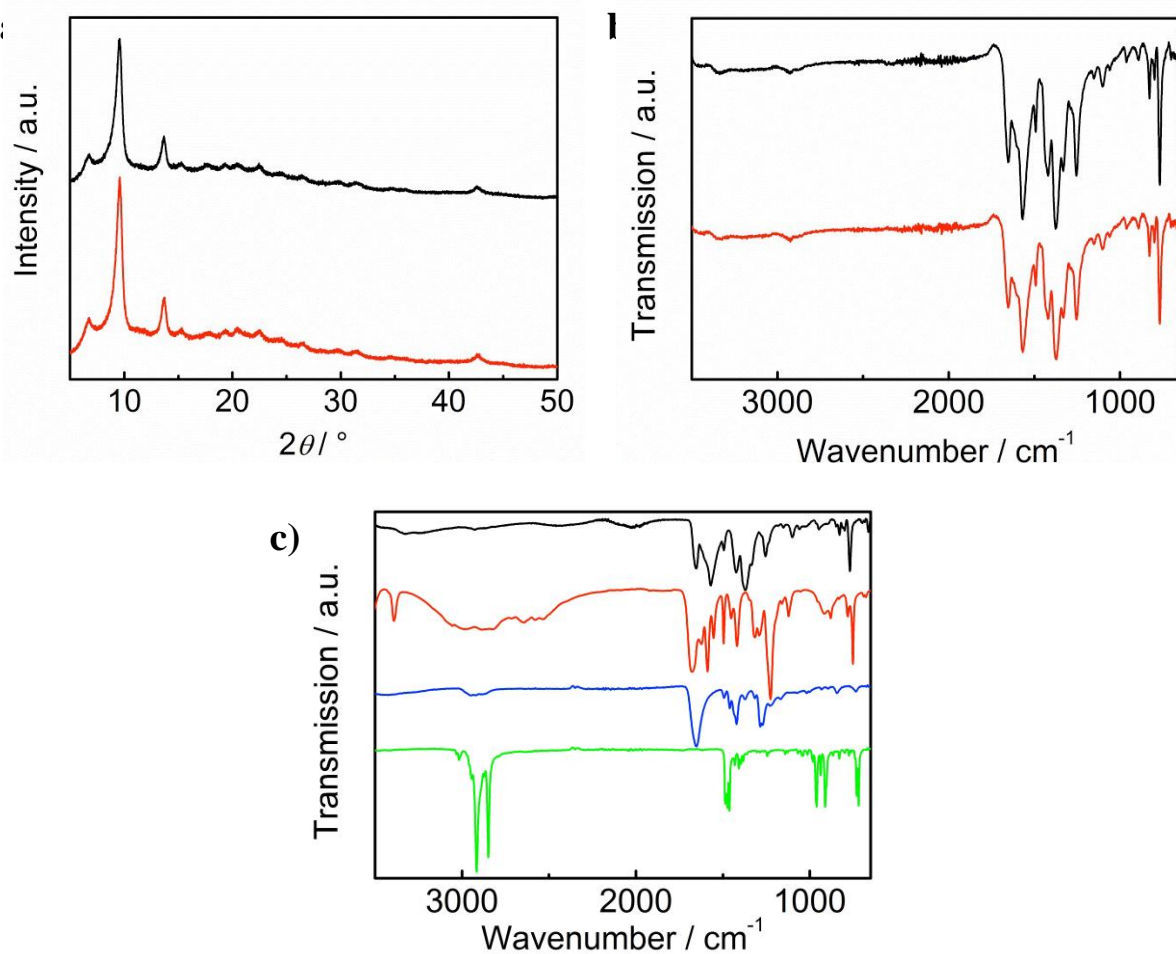 Intensity / a.u.
10 20 30 40 50
2θ / °
Transmission / a.u.
3000 2000 1000
Wavenumber / cm⁻¹
c)
Transmission / a.u.
3000 2000 1000
Wavenumber / cm⁻¹